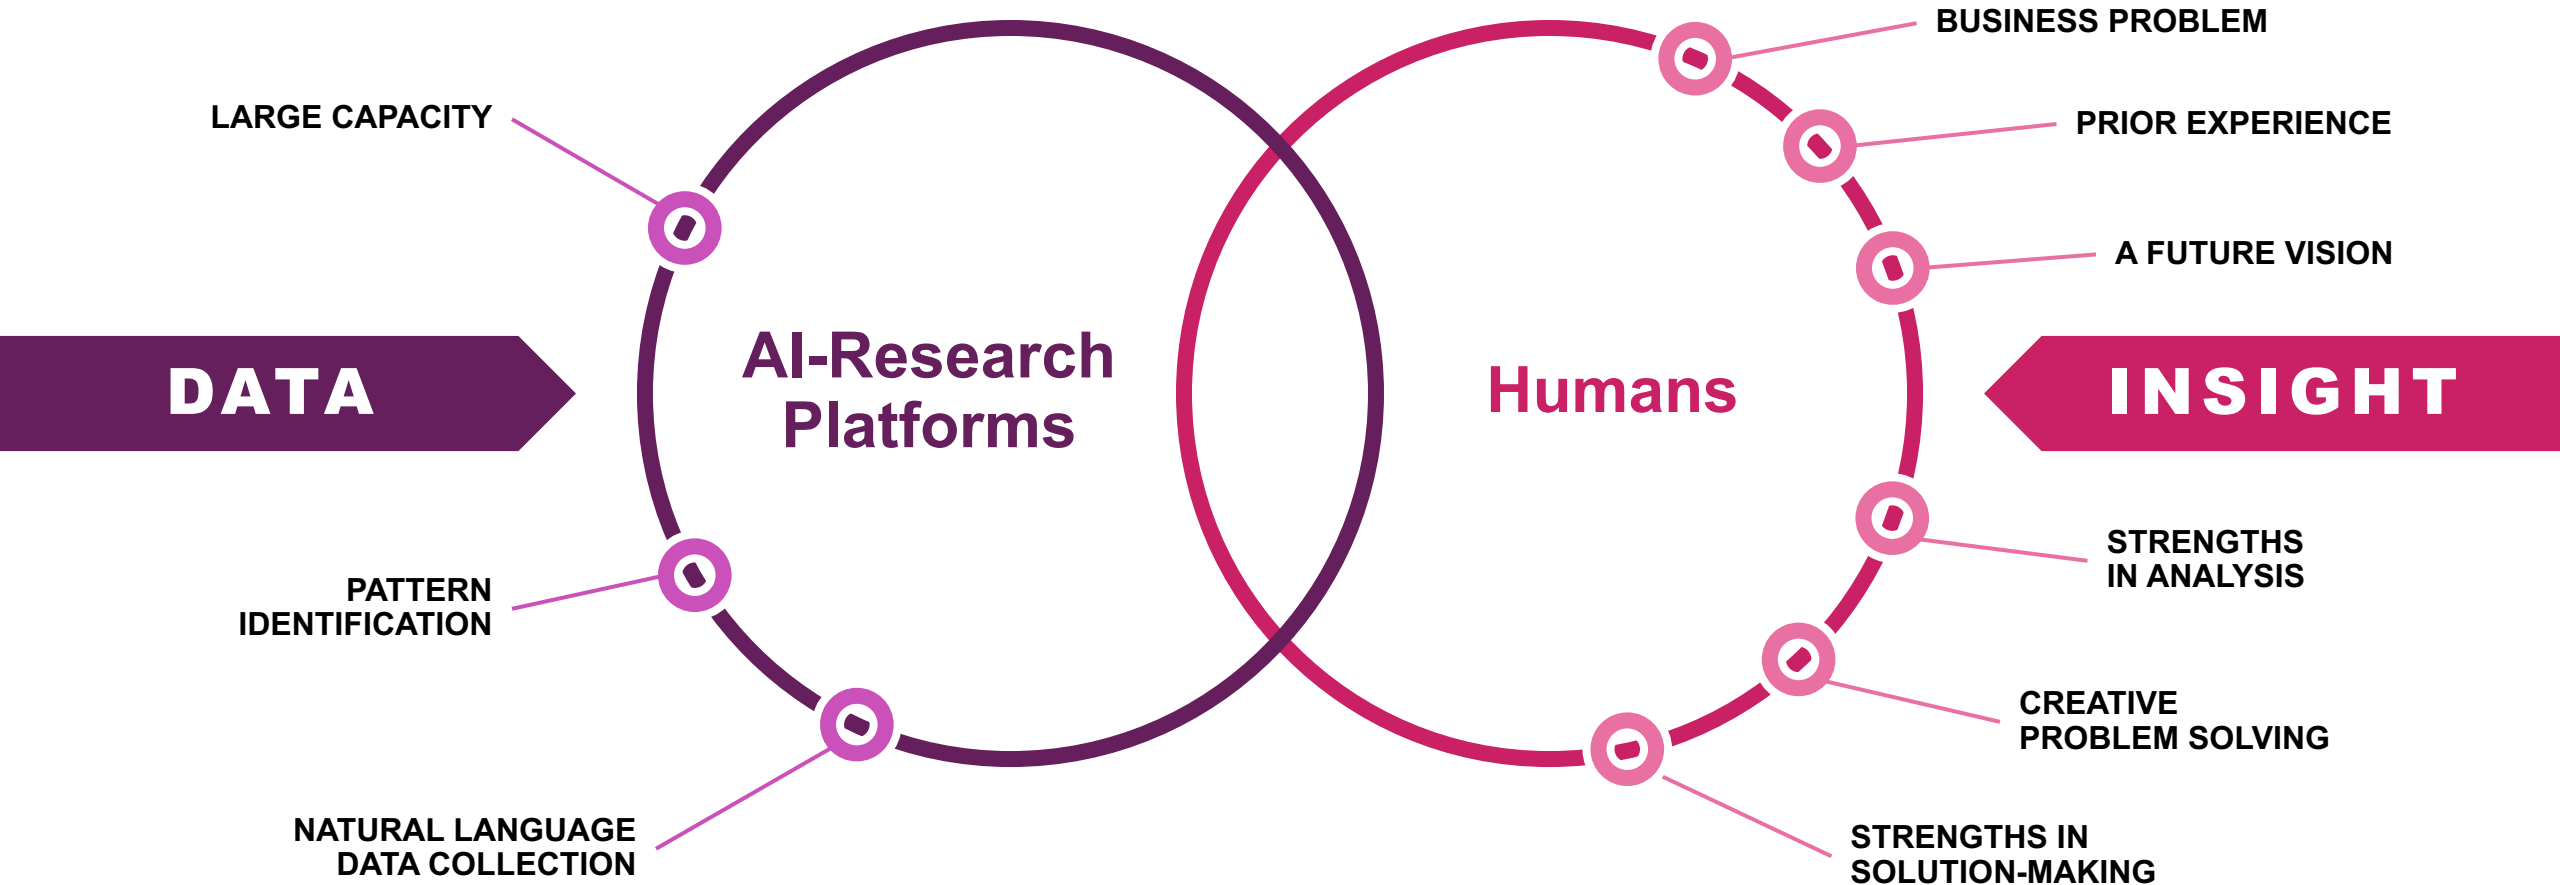 DATA
LARGE CAPACITY
PATTERN
IDENTIFICATION
NATURAL LANGUAGE
DATA COLLECTION
AI-Research
Platforms
Humans
BUSINESS PROBLEM
PRIOR EXPERIENCE
A FUTURE VISION
STRENGTHS
IN ANALYSIS
CREATIVE
PROBLEM SOLVING
STRENGTHS IN
SOLUTION-MAKING
INSIGHT